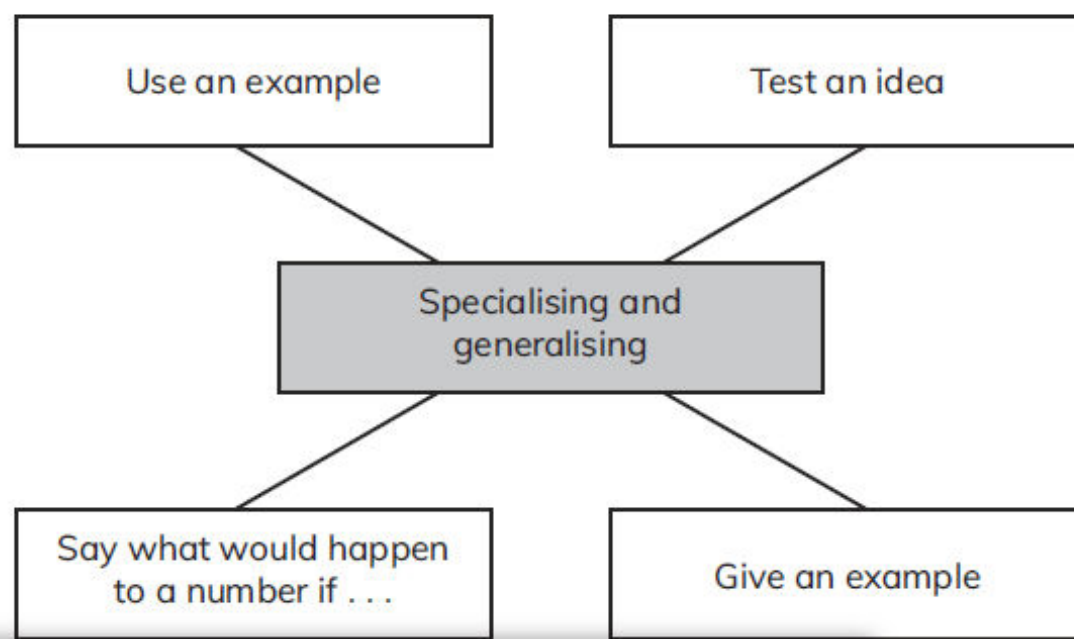 Use an example
Test an idea
Specialising and
generalising
Say what would happen
to a number if . . .
Give an example